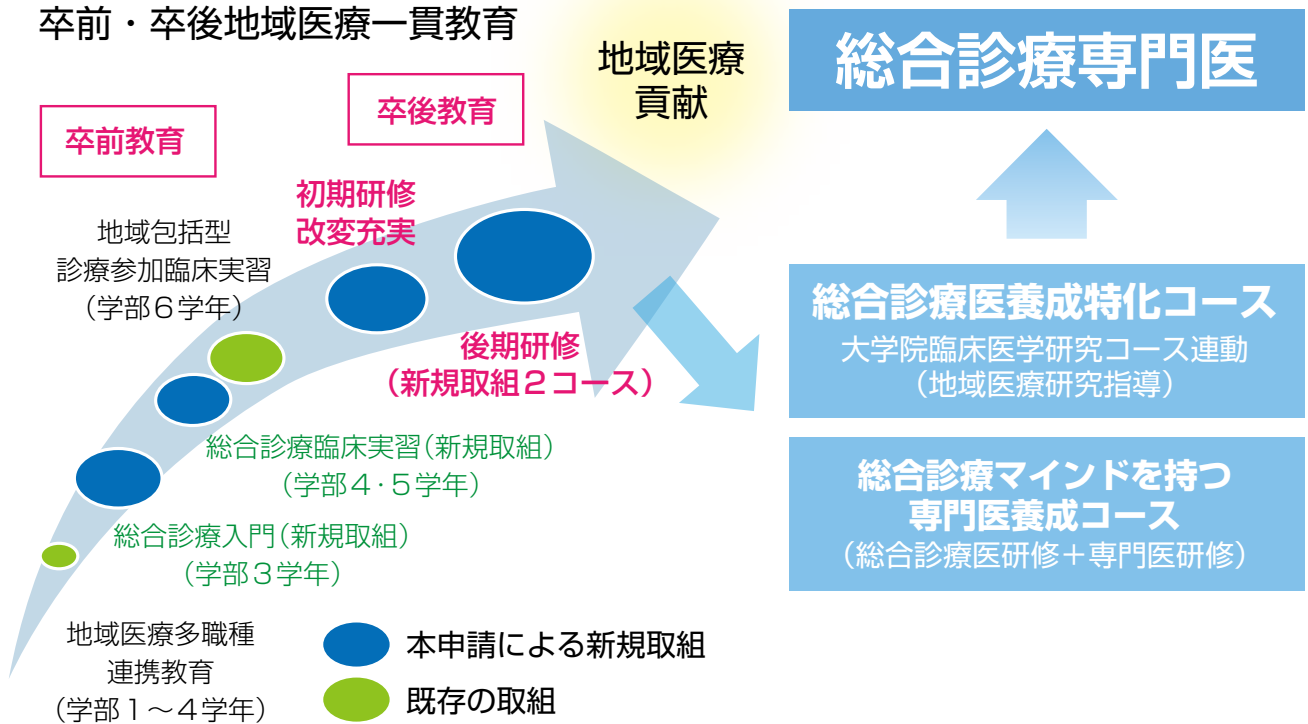 卒前・卒後地域医療一貫教育
地域医療
貢献
卒前教育
卒後教育
初期研修
改変充実
地域包括型
診療参加臨床実習
（学部６学年）
後期研修
（新規取組２コース）
総合診療臨床実習（新規取組）
（学部４・５学年）
総合診療入門（新規取組）
（学部３学年）
地域医療多職種
連携教育
（学部１～４学年）
本申請による新規取組
既存の取組
総合診療専門医
総合診療医養成特化コース
大学院臨床医学研究コース連動
（地域医療研究指導）
総合診療マインドを持つ
専門医養成コース
（総合診療医研修＋専門医研修）